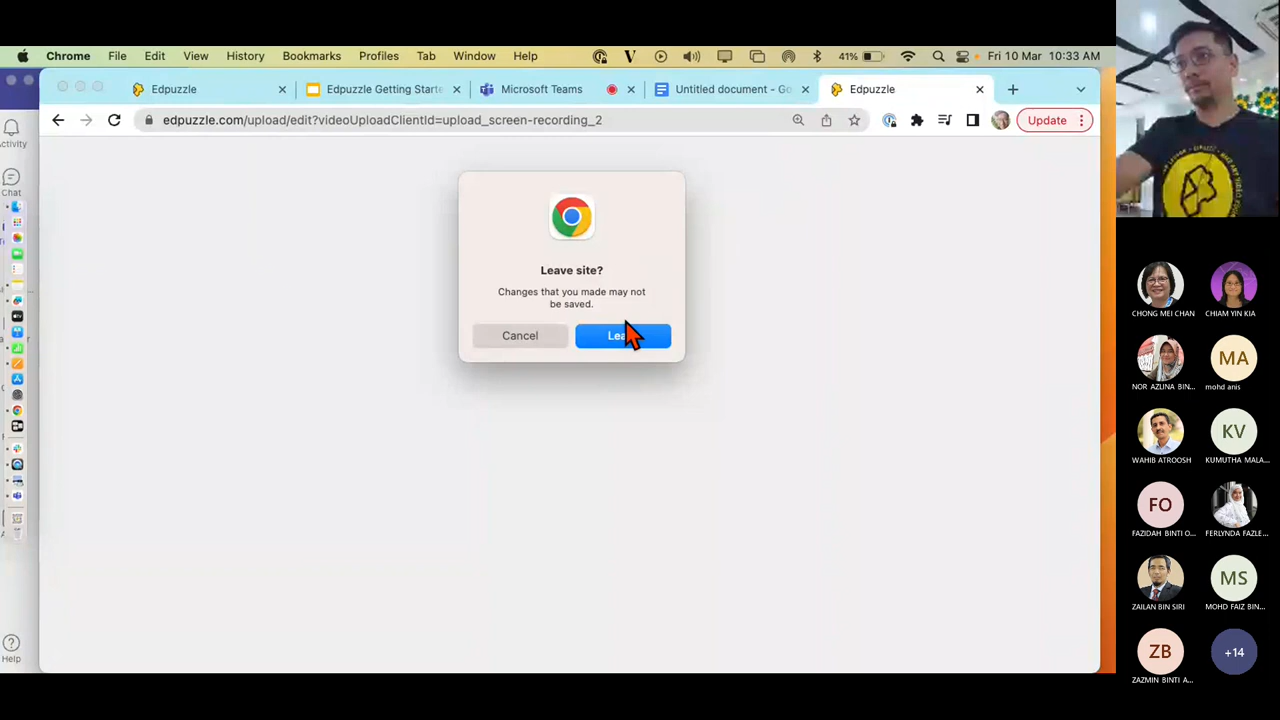 Chrome File Edit View History Bookmarks Profiles Tab Window Help V 41% Fri 10 Mar 10:33 AM
Edpuzzle
Edpuzzle Getting Starte
Microsoft Teams
Untitled document - Go
Edpuzzle
edpuzzle.com/upload/edit?videoUploadClientId=upload_screen-recording_2
Update
ctivity
Chat
Help
Leave site?
Changes that you made may not
be saved.
Cancel
CHONG MEI CHAN
CHIAM YIN KIA
NOR AZLINA BIN...
MA
mohd anis
WAHIB ATROOSH
KV
KUMUTHA MALA...
FO
FAZIDAH BINTI O...
FERLYNDA FAZLE...
ZAILAN BIN SIRI
MS
MOHD FAIZ BIN...
ZB
ZAZMIN BINTI A...
+14